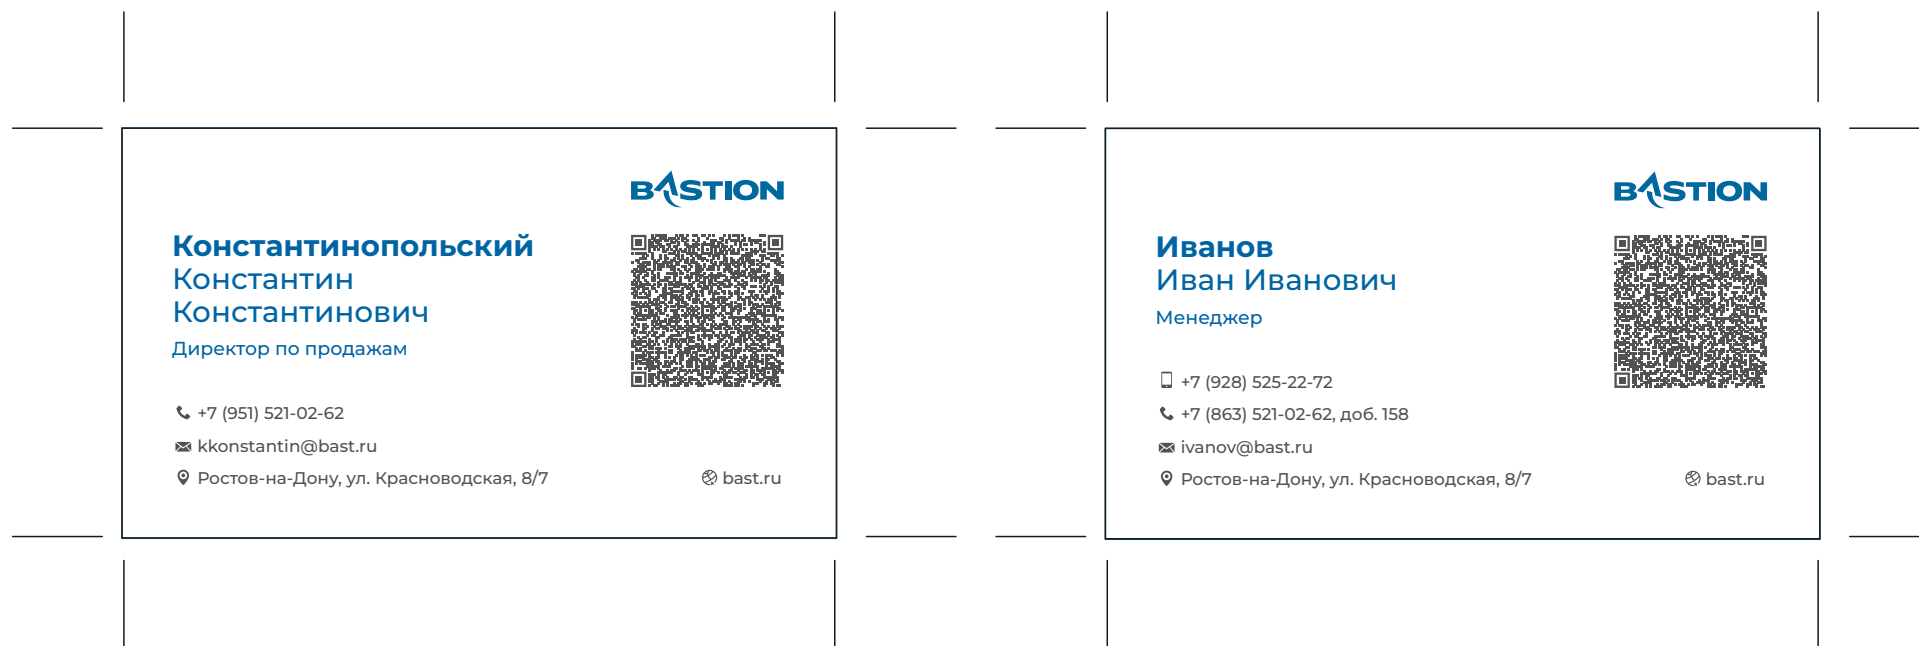 BASTION
Константинопольский
Константин
Константинович
Директор по продажам
+7 (951) 521-02-62
kkonstantin@bast.ru
Ростов-на-Дону, ул. Красноводская, 8/7
bast.ru
BASTION
Иванов
Иван Иванович
Менеджер
+7 (928) 525-22-72
+7 (863) 521-02-62, доб. 158
ivanov@bast.ru
Ростов-на-Дону, ул. Красноводская, 8/7
bast.ru